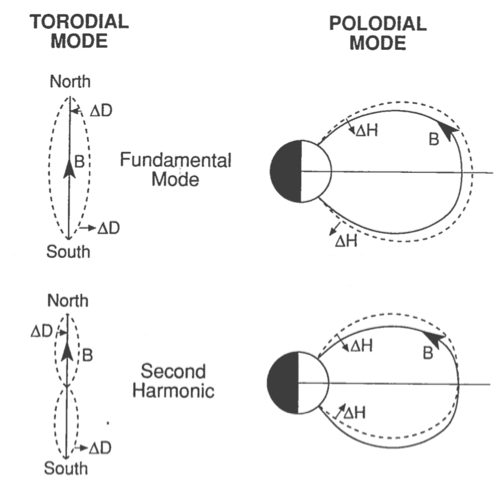 TORODIAL
MODE
POLODIAL
MODE
North
ΔD
B
ΔD
South
Fundamental
Mode
ΔH
B
ΔH
North
ΔD
B
ΔD
South
Second
Harmonic
ΔH
B
ΔH